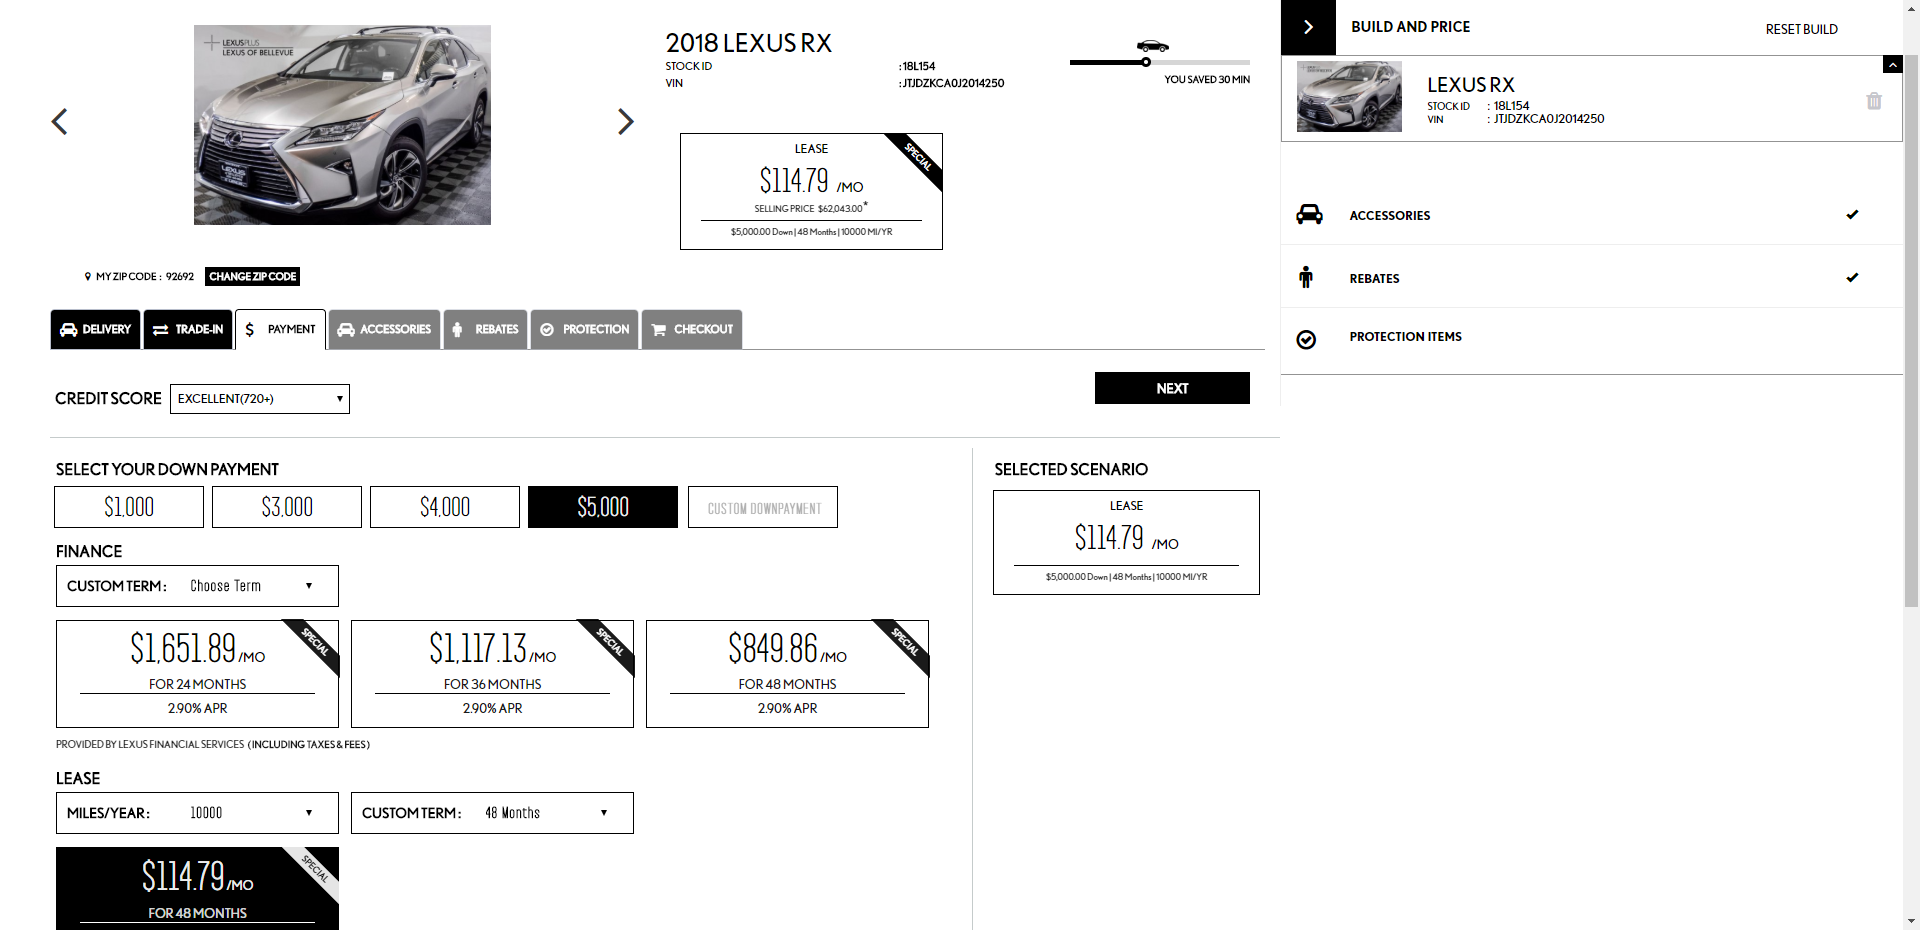 LEXUSPLUS
LEXUS OF BELLEVUE
LEXUS
2018 LEXUS RX
STOCK ID : 18L154
VIN : JTJDZKCA0J2014250
YOU SAVED 30 MIN
LEASE
SPECIAL
$114.79 /MO
SELLING PRICE $62,043.00*
$5,000.00 Down | 48 Months | 10000 MI/YR
MY ZIP CODE : 92692 CHANGE ZIP CODE
DELIVERY TRADE-IN $ PAYMENT ACCESSORIES REBATES PROTECTION CHECKOUT
CREDIT SCORE EXCELLENT(720+)
NEXT
SELECT YOUR DOWN PAYMENT
$1,000 $3,000 $4,000 $5,000 CUSTOM DOWNPAYMENT
FINANCE
CUSTOM TERM : Choose Term
$1,651.89 /MO
SPECIAL
FOR 24 MONTHS
2.90% APR
$1,117.13 /MO
SPECIAL
FOR 36 MONTHS
2.90% APR
$849.86 /MO
SPECIAL
FOR 48 MONTHS
2.90% APR
PROVIDED BY LEXUS FINANCIAL SERVICES ( INCLUDING TAXES & FEES )
LEASE
MILES/YEAR : 10000
CUSTOM TERM : 48 Months
$114.79 /MO
SPECIAL
FOR 48 MONTHS
SELECTED SCENARIO
LEASE
$114.79 /MO
$5,000.00 Down | 48 Months | 10000 MI/YR
BUILD AND PRICE
RESET BUILD
LEXUS RX
STOCK ID : 18L154
VIN : JTJDZKCA0J2014250
ACCESSORIES
REBATES
PROTECTION ITEMS